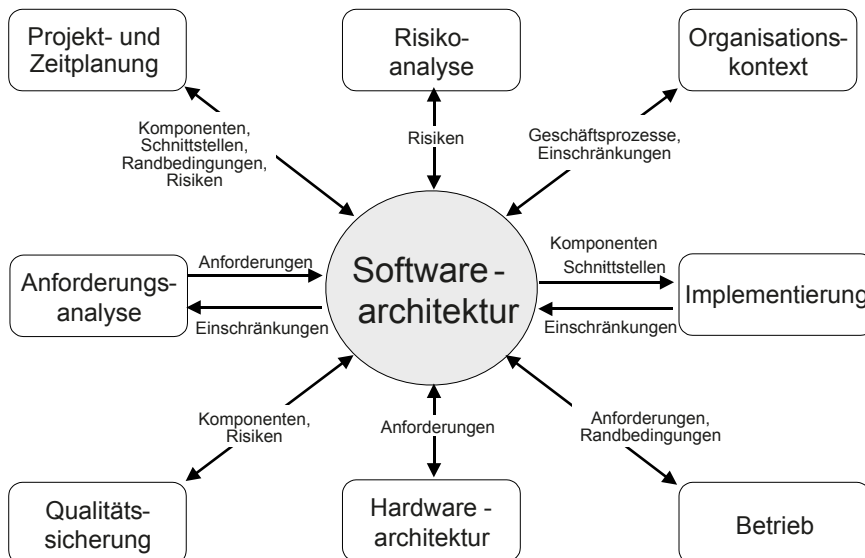 Projekt- und
Zeitplanung
Risiko-
analyse
Organisations-
kontext
Komponenten,
Schnittstellen,
Randbedingungen,
Risiken
Risiken
Geschäftsprozesse,
Einschränkungen
Anforderungs-
analyse
Anforderungen
Einschränkungen
Software -
architektur
Komponenten
Schnittstellen
Einschränkungen
Implementierung
Komponenten,
Risiken
Anforderungen
Anforderungen,
Randbedingungen
Qualitäts-
sicherung
Hardware -
architektur
Betrieb